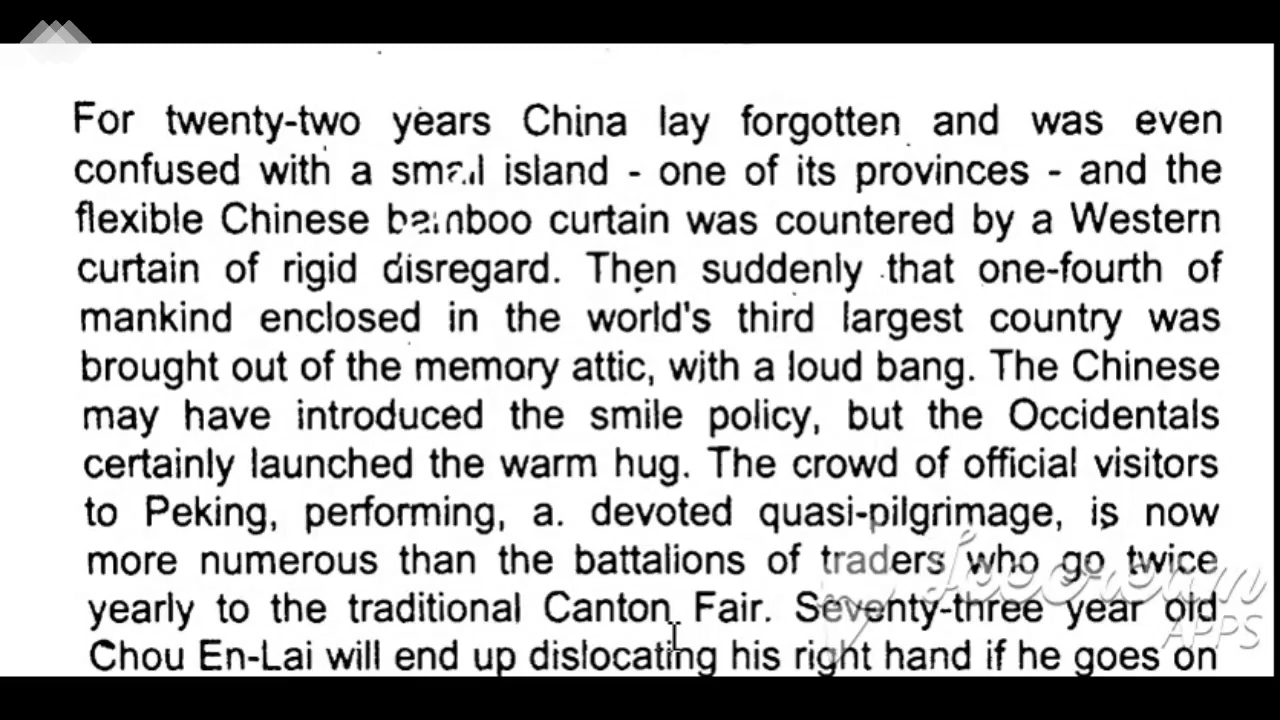 For twenty-two years China lay forgotten and was even
confused with a small island - one of its provinces - and the
flexible Chinese bamboo curtain was countered by a Western
curtain of rigid disregard. Then suddenly that one-fourth of
mankind enclosed in the world's third largest country was
brought out of the memory attic, with a loud bang. The Chinese
may have introduced the smile policy, but the Occidentals
certainly launched the warm hug. The crowd of official visitors
to Peking, performing, a. devoted quasi-pilgrimage, is now
more numerous than the battalions of traders who go twice
yearly to the traditional Canton Fair. Seventy-three year old
Chou En-Lai will end up dislocating his right hand if he goes on
Icecream
APPS